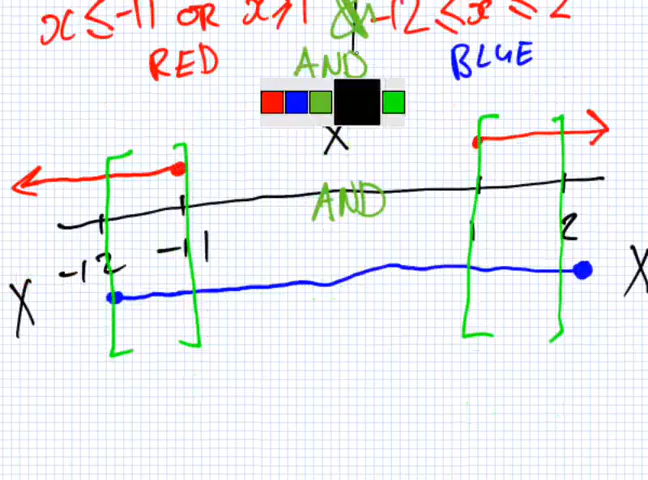 x ≤ -11 OR x ≥ 1 & -12 ≤ x ≤ 2
RED AND BLUE
X
AND
-12 -11 1 2
X X